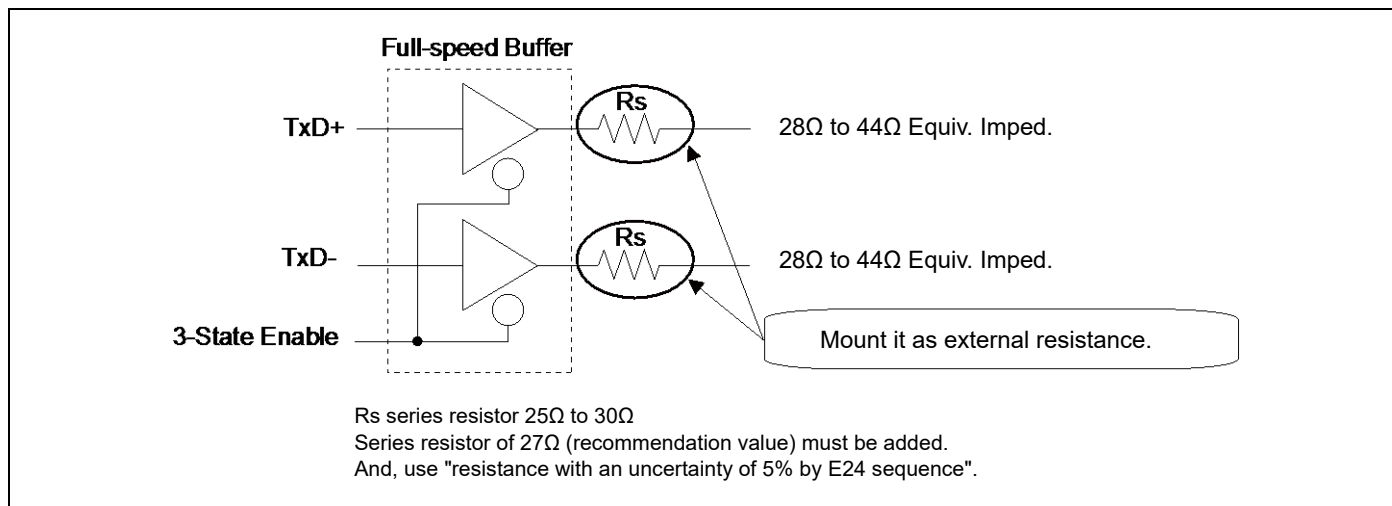 Full-speed Buffer
Rs
TxD+
28Ω to 44Ω Equiv. Imped.
Rs
TxD-
28Ω to 44Ω Equiv. Imped.
3-State Enable
Mount it as external resistance.
Rs series resistor 25Ω to 30Ω
Series resistor of 27Ω (recommendation value) must be added.
And, use "resistance with an uncertainty of 5% by E24 sequence".